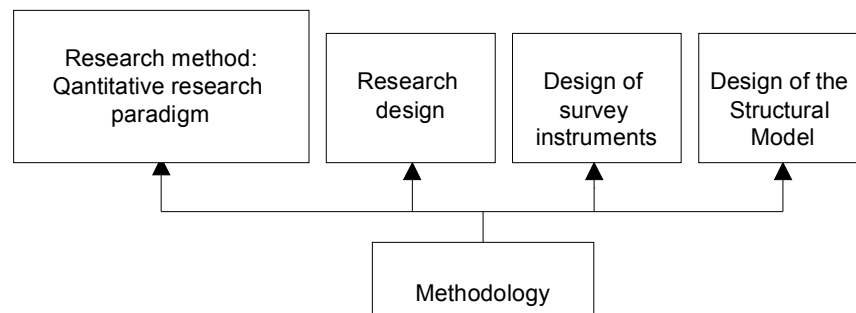 Research method:
Qantitative research
paradigm
Research
design
Design of
survey
instruments
Design of the
Structural
Model
Methodology